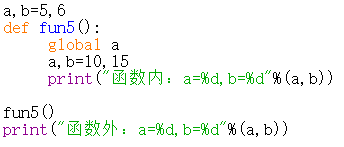 a,b=5,6
def fun5():
    global a
    a,b=10,15
    print("函数内：a=%d,b=%d"%(a,b))

fun5()
print("函数外：a=%d,b=%d"%(a,b))